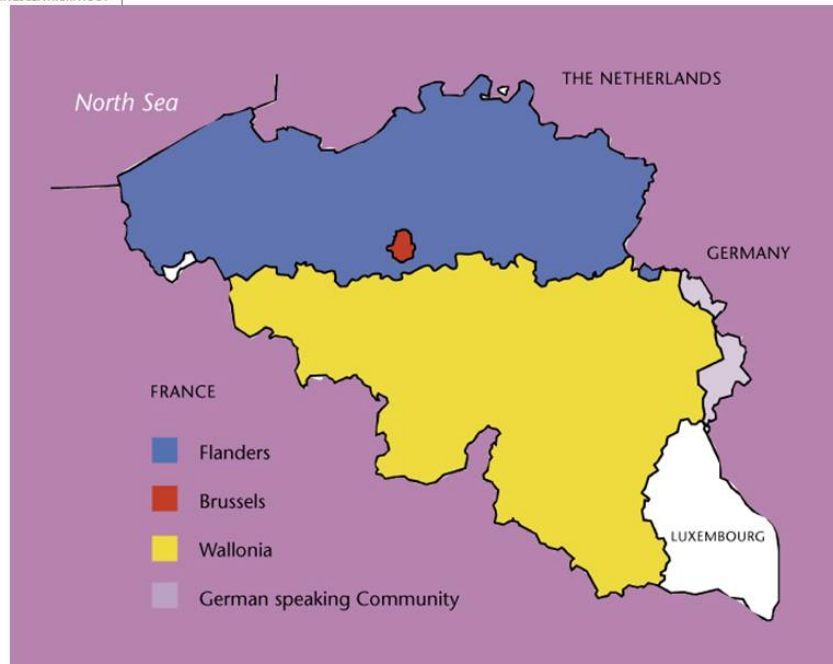 THE NETHERLANDS
North Sea
GERMANY
FRANCE
Flanders
Brussels
Wallonia
LUXEMBOURG
German speaking Community